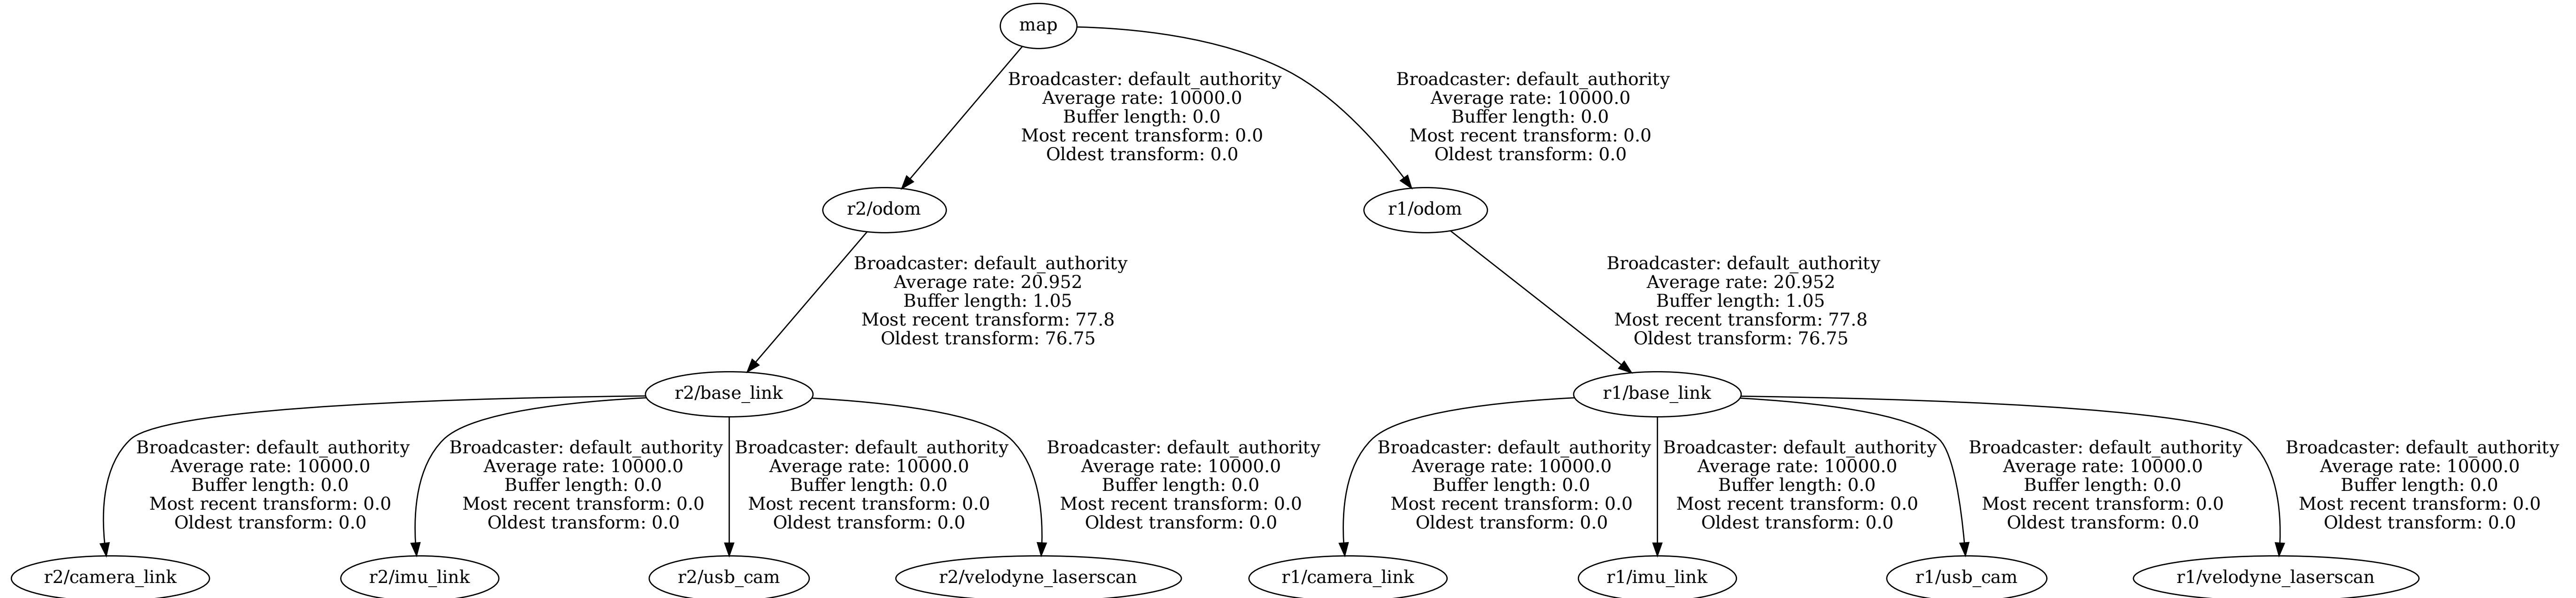 map
Broadcaster: default_authority
Average rate: 10000.0
Buffer length: 0.0
Most recent transform: 0.0
Oldest transform: 0.0
Broadcaster: default_authority
Average rate: 10000.0
Buffer length: 0.0
Most recent transform: 0.0
Oldest transform: 0.0
r2/odom
r1/odom
Broadcaster: default_authority
Average rate: 20.952
Buffer length: 1.05
Most recent transform: 77.8
Oldest transform: 76.75
Broadcaster: default_authority
Average rate: 20.952
Buffer length: 1.05
Most recent transform: 77.8
Oldest transform: 76.75
r2/base_link
r1/base_link
Broadcaster: default_authority
Average rate: 10000.0
Buffer length: 0.0
Most recent transform: 0.0
Oldest transform: 0.0
Broadcaster: default_authority
Average rate: 10000.0
Buffer length: 0.0
Most recent transform: 0.0
Oldest transform: 0.0
Broadcaster: default_authority
Average rate: 10000.0
Buffer length: 0.0
Most recent transform: 0.0
Oldest transform: 0.0
Broadcaster: default_authority
Average rate: 10000.0
Buffer length: 0.0
Most recent transform: 0.0
Oldest transform: 0.0
Broadcaster: default_authority
Average rate: 10000.0
Buffer length: 0.0
Most recent transform: 0.0
Oldest transform: 0.0
Broadcaster: default_authority
Average rate: 10000.0
Buffer length: 0.0
Most recent transform: 0.0
Oldest transform: 0.0
Broadcaster: default_authority
Average rate: 10000.0
Buffer length: 0.0
Most recent transform: 0.0
Oldest transform: 0.0
Broadcaster: default_authority
Average rate: 10000.0
Buffer length: 0.0
Most recent transform: 0.0
Oldest transform: 0.0
r2/camera_link
r2/imu_link
r2/usb_cam
r2/velodyne_laserscan
r1/camera_link
r1/imu_link
r1/usb_cam
r1/velodyne_laserscan